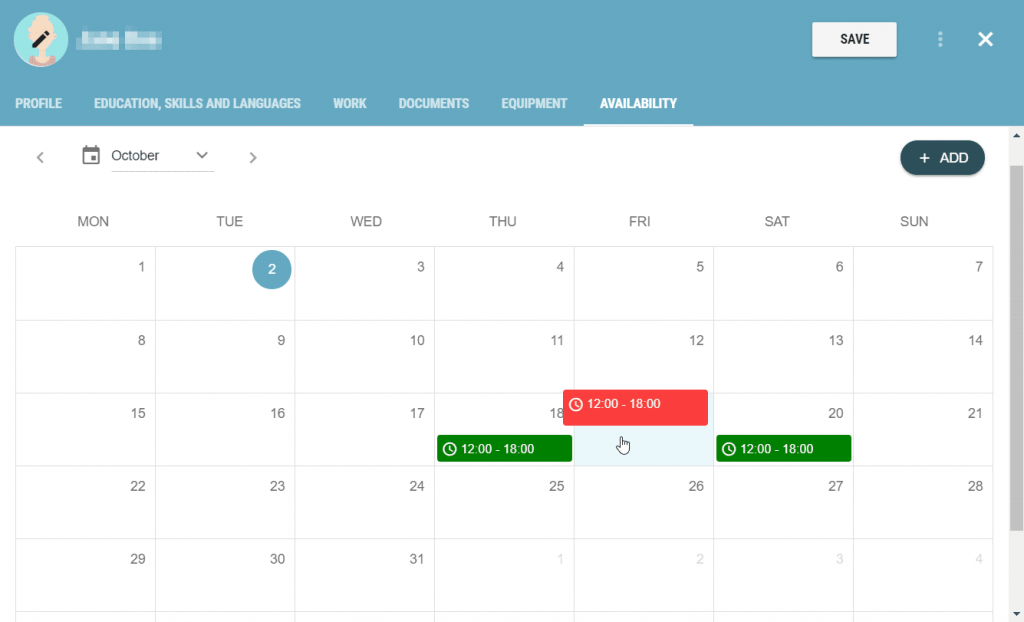 SAVE
PROFILE EDUCATION, SKILLS AND LANGUAGES WORK DOCUMENTS EQUIPMENT AVAILABILITY
October
+ ADD
MON TUE WED THU FRI SAT SUN
1 2 3 4 5 6 7
8 9 10 11 12 13 14
12:00 - 18:00
15 16 17 18 20 21
12:00 - 18:00 12:00 - 18:00
22 23 24 25 26 27 28
29 30 31 1 2 3 4